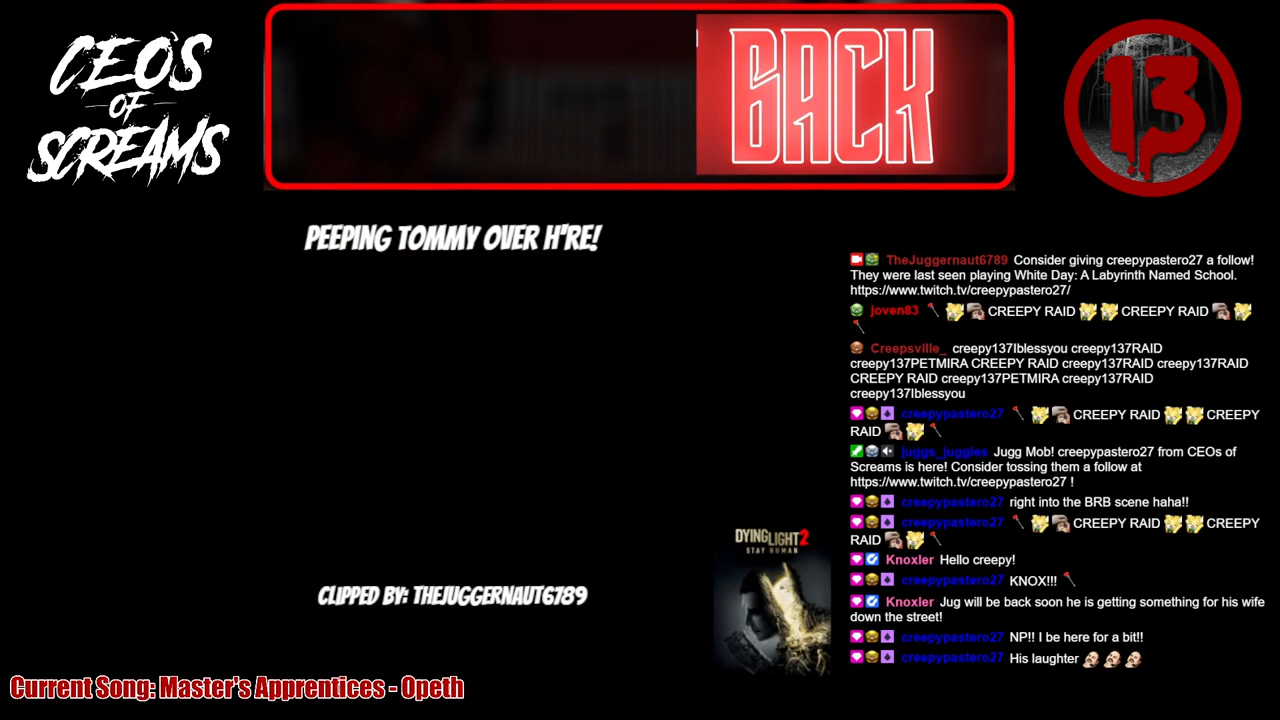 CEO'S
OF
SCREAMS
BACK
13
PEEPING TOMMY OVER H'RE!
TheJuggernaut6789 Consider giving creepypastero27 a follow!
They were last seen playing White Day: A Labyrinth Named School.
https://www.twitch.tv/creepypastero27/
joven83 CREEPY RAID CREEPY RAID
Creepsville_ creepy137Iblessyou creepy137RAID
creepy137PETMIRA CREEPY RAID creepy137RAID creepy137RAID
CREEPY RAID creepy137PETMIRA creepy137RAID
creepy137Iblessyou
creepypastero27 CREEPY RAID CREEPY
RAID
juggs_juggles Jugg Mob! creepypastero27 from CEOs of
Screams is here! Consider tossing them a follow at
https://www.twitch.tv/creepypastero27 !
creepypastero27 right into the BRB scene haha!!
creepypastero27 CREEPY RAID CREEPY
RAID
Knoxler Hello creepy!
creepypastero27 KNOX!!!
Knoxler Jug will be back soon he is getting something for his wife
down the street!
creepypastero27 NP!! I be here for a bit!!
creepypastero27 His laughter
DYING LIGHT 2
STAY HUMAN
CLIPPED BY: THEJUGGERNAUT6789
Current Song: Master's Apprentices - Opeth